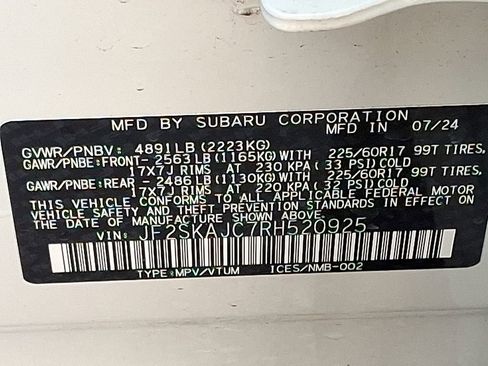 MFD BY SUBARU CORPORATION
MFD IN 07/24
GVWR/PNBV: 4891LB (2223KG)
GAWR/PNBE:FRONT- 2563LB(1165KG)WITH 225/60R17 99T TIRES,
17X7J RIMS AT 230 KPA(33 PSI)COLD
GAWR/PNBE:REAR -2486LB(1130KG)WITH 225/60R17 99T TIRES,
17X7J RIMS AT 220 KPA(32 PSI)COLD
THIS VEHICLE CONFORMS TO ALL APPLICABLE FEDERAL MOTOR
VEHICLE SAFETY AND THEFT PREVENTION STANDARDS IN EFFECT
ON THE DATE OF MANUFACTURE SHOWN ABOVE.
VIN: JF2SKAJC7RH520925
TYPE:MPV/VTUM ICES/NMB-002